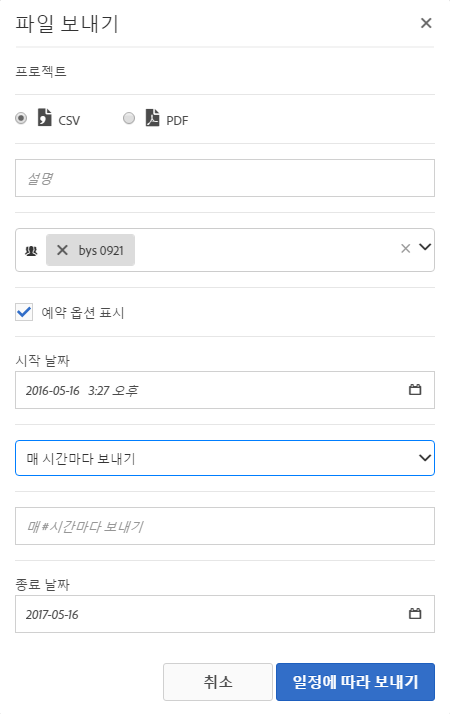 파일 보내기
프로젝트
CSV PDF
설명
bys 0921
예약 옵션 표시
시작 날짜
2016-05-16 3:27 오후
매 시간마다 보내기
매#시간마다 보내기
종료 날짜
2017-05-16
취소 일정에 따라 보내기